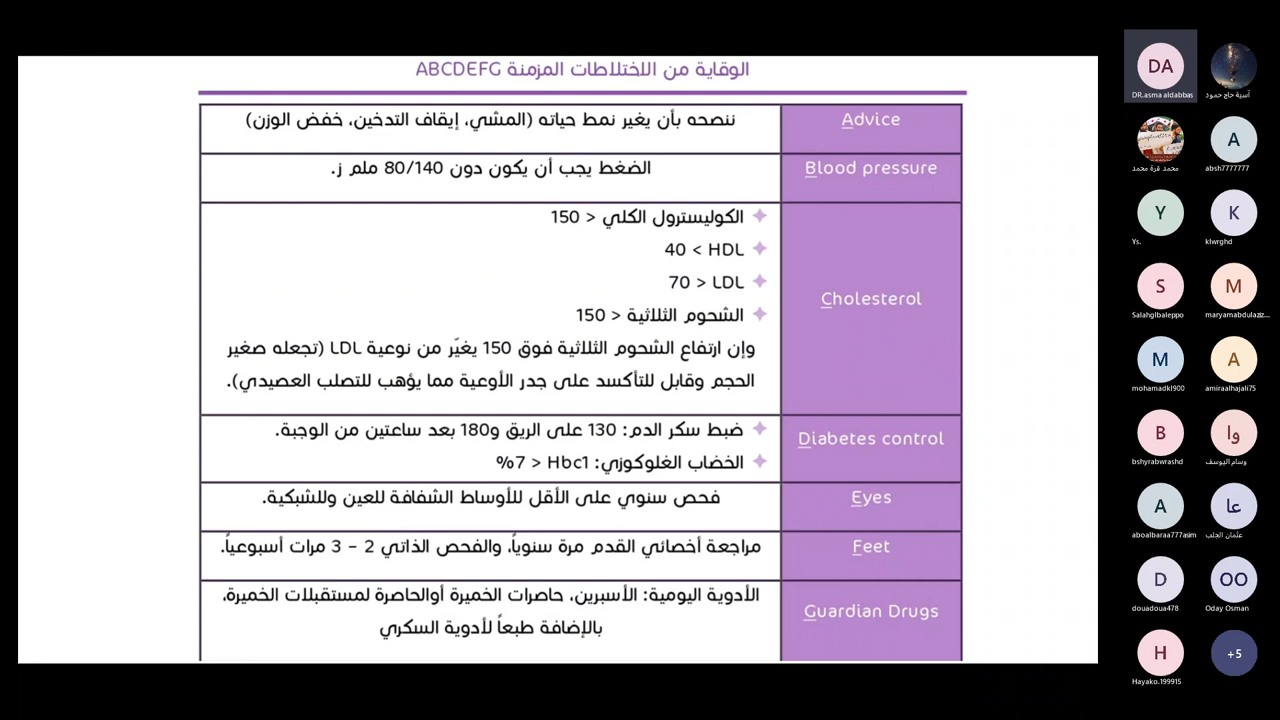 الوقاية من الاختلاطات المزمنة ABCDEFG
Advice
ننصحه بأن يغير نمط حياته (المشي، إيقاف التدخين، خفض الوزن)
Blood pressure
الضغط يجب أن يكون دون 80/140 ملم ز.
Cholesterol
الكوليسترول الكلي < 150
HDL > 40
LDL < 70
الشحوم الثلاثية < 150
وإن ارتفاع الشحوم الثلاثية فوق 150 يغيّر من نوعية LDL (تجعله صغير
الحجم وقابل للتأكسد على جدر الأوعية مما يؤهب للتصلب العصيدي).
Diabetes control
ضبط سكر الدم: 130 على الريق و180 بعد ساعتين من الوجبة.
الخضاب الغلوكوزي: Hbc1 < 7%
Eyes
فحص سنوي على الأقل للأوساط الشفافة للعين وللشبكية.
Feet
مراجعة أخصائي القدم مرة سنوياً، والفحص الذاتي 2 – 3 مرات أسبوعياً.
Guardian Drugs
الأدوية اليومية: الأسبرين، حاصرات الخميرة أوالحاصرة لمستقبلات الخميرة،
بالإضافة طبعاً لأدوية السكري
DA
DR.asma aldabbas
آسية حاج حمود
محمد قرة محمد
A
absh7777777
Y
Ys.
K
klwrghd
S
Salahglbaleppo
M
maryamabdulaziz...
M
mohamadkl900
A
amiraalhajali75
B
bshyrabwrashd
وا
وسام اليوسف
A
aboalbaraa777asim
عا
عثمان الجلب
D
douadoua478
OO
Oday Osman
H
Hayako.199915
+5